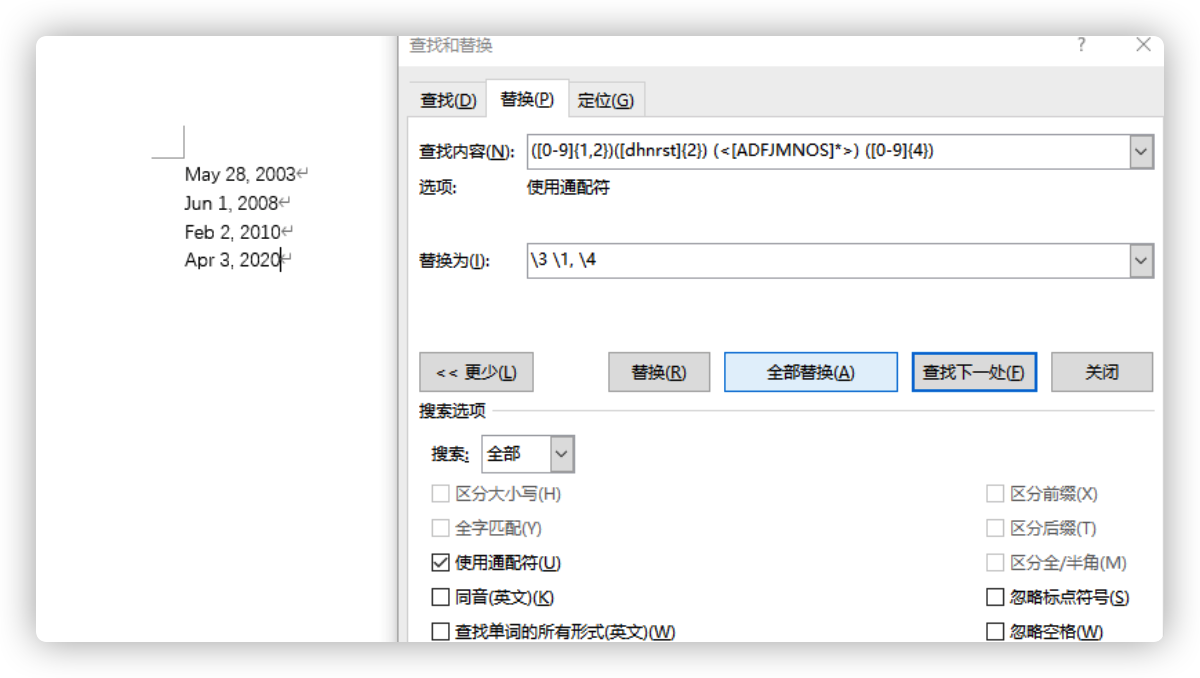 May 28, 2003↵
Jun 1, 2008↵
Feb 2, 2010↵
Apr 3, 2020↵
查找和替换 ?
查找(D) 替换(P) 定位(G)
查找内容(N): ([0-9]{1,2})([dhnrst]{2}) (<[ADFJMNOS]*>) ([0-9]{4})
选项: 使用通配符
替换为(I): \3 \1, \4
<< 更少(L) 替换(R) 全部替换(A) 查找下一处(F) 关闭
搜索选项
搜索: 全部
区分大小写(H) 区分前缀(X)
全字匹配(Y) 区分后缀(T)
使用通配符(U) 区分全/半角(M)
同音(英文)(K) 忽略标点符号(S)
查找单词的所有形式(英文)(W) 忽略空格(W)